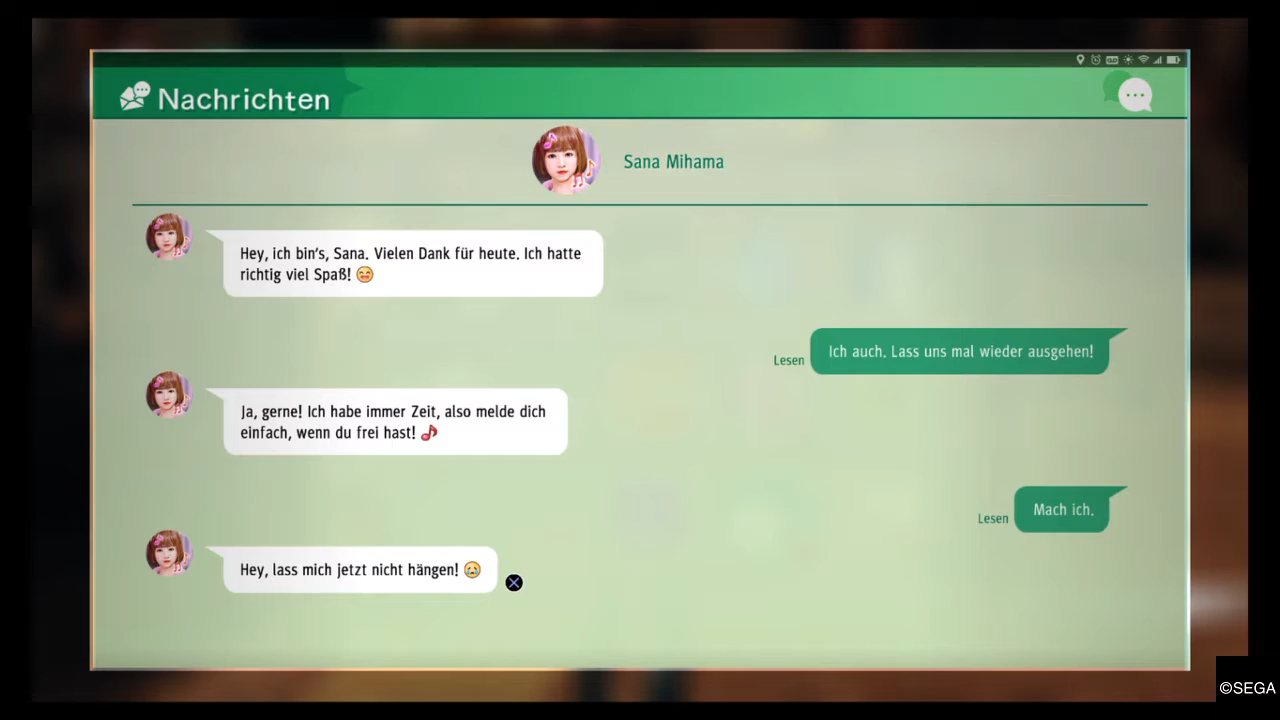 Nachrichten
Sana Mihama
Hey, ich bin's, Sana. Vielen Dank für heute. Ich hatte
richtig viel Spaß! 😄
Ich auch. Lass uns mal wieder ausgehen!
Lesen
Ja, gerne! Ich habe immer Zeit, also melde dich
einfach, wenn du frei hast! 🎵
Mach ich.
Lesen
Hey, lass mich jetzt nicht hängen! 😢
©SEGA